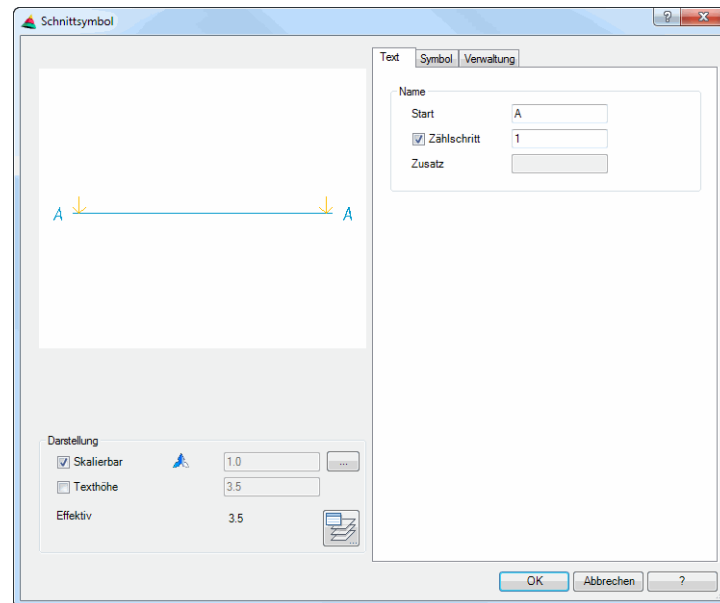 Schnittsymbol
?
A
A
Darstellung
Skalierbar
1.0
...
Texthöhe
3.5
Effektiv
3.5
...
Text
Symbol
Verwaltung
Name
Start
A
Zählschritt
1
Zusatz
OK
Abbrechen
?